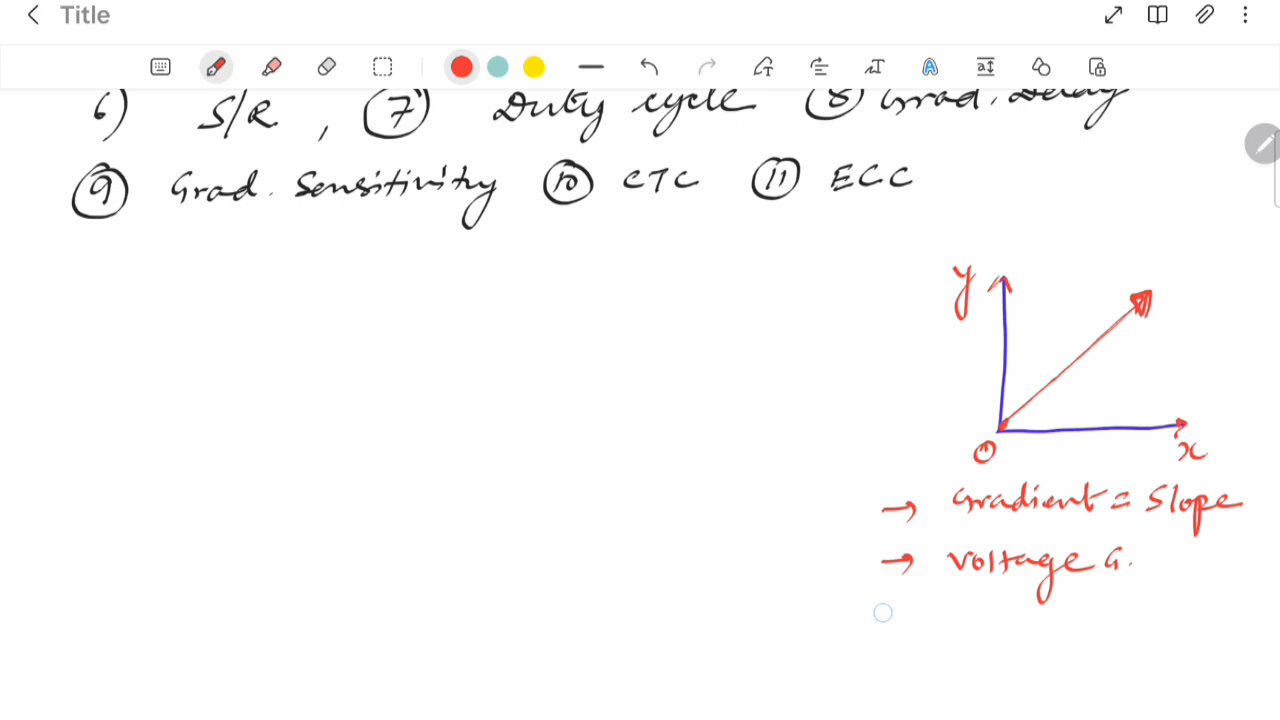 Title
6) S/R , (7) Duty cycle (8) Grad. Delay
(9) Grad. Sensitivity (10) CTC (11) ECC
y
O
x
→ Gradient = Slope
→ Voltage G.